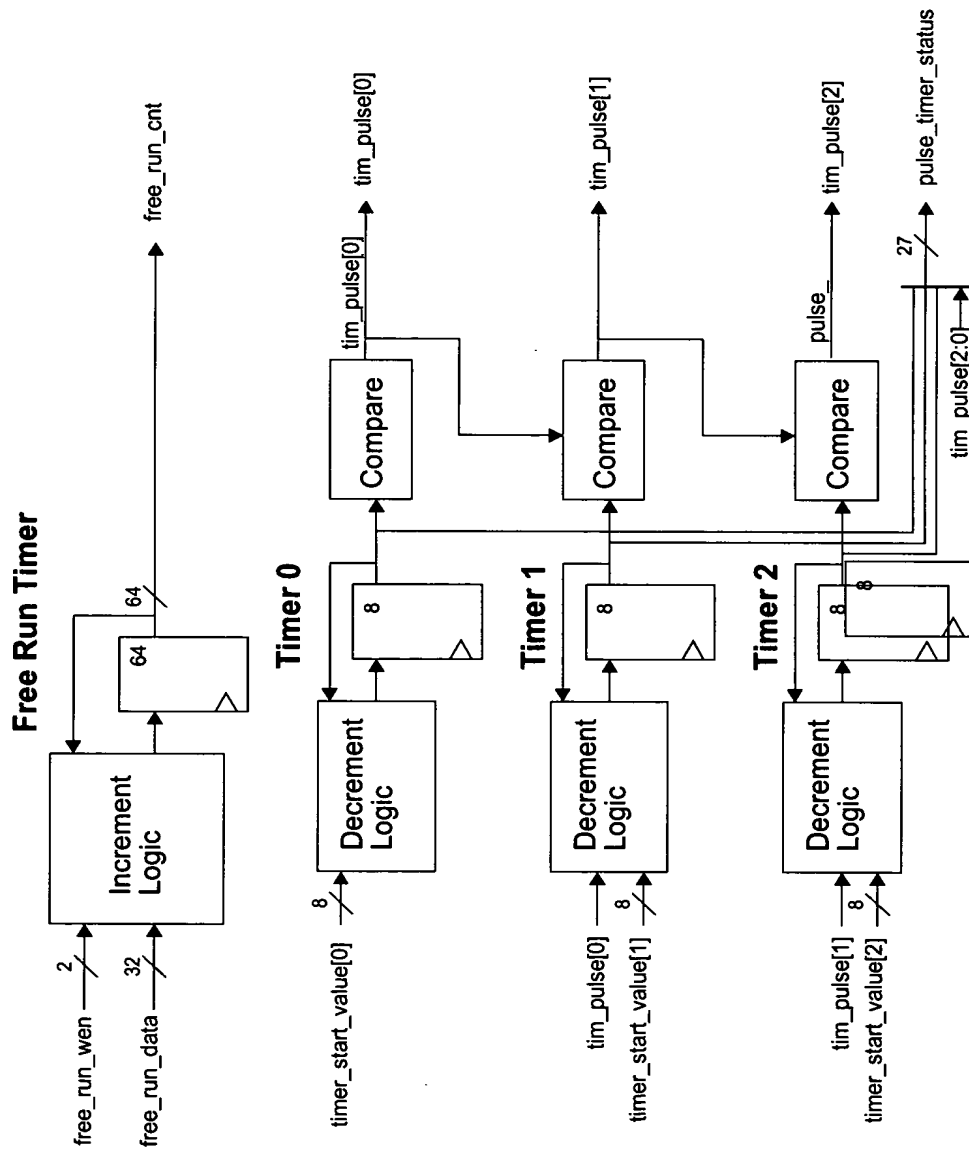 Free Run Timer
free_run_wen
2
free_run_data
32
Increment
Logic
64
64
free_run_cnt
Timer 0
timer_start_value[0]
8
Decrement
Logic
8
Compare
tim_pulse[0]
tim_pulse[0]
Timer 1
tim_pulse[0]
timer_start_value[1]
8
Decrement
Logic
8
Compare
tim_pulse[1]
Timer 2
tim_pulse[1]
timer_start_value[2]
8
Decrement
Logic
8
8
Compare
pulse_
tim_pulse[2]
tim_pulse[2:0]
27
pulse_timer_status